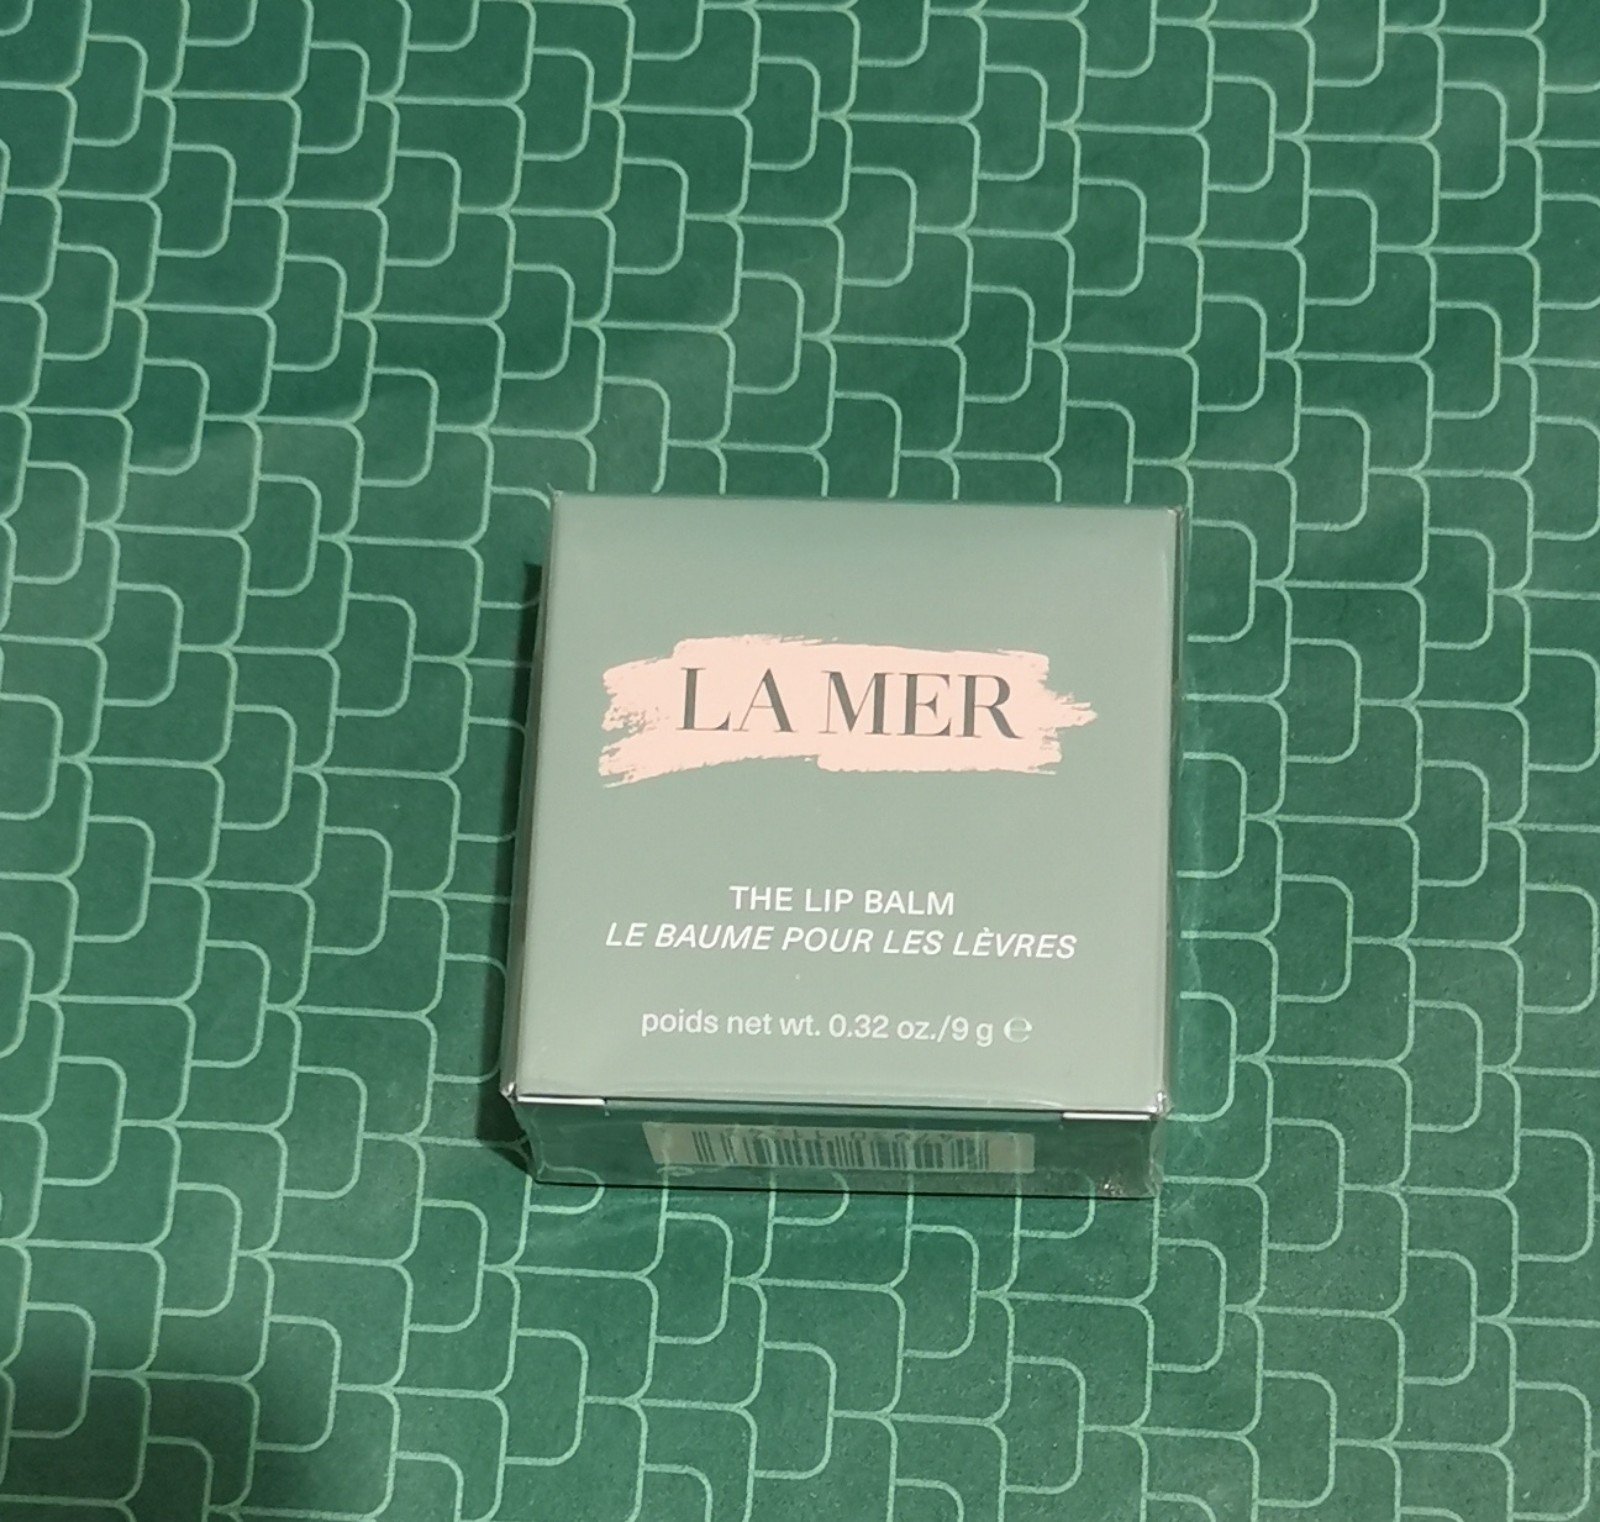 LA MER
THE LIP BALM
LE BAUME POUR LES LÈVRES
poids net wt. 0.32 oz./9 g ℮